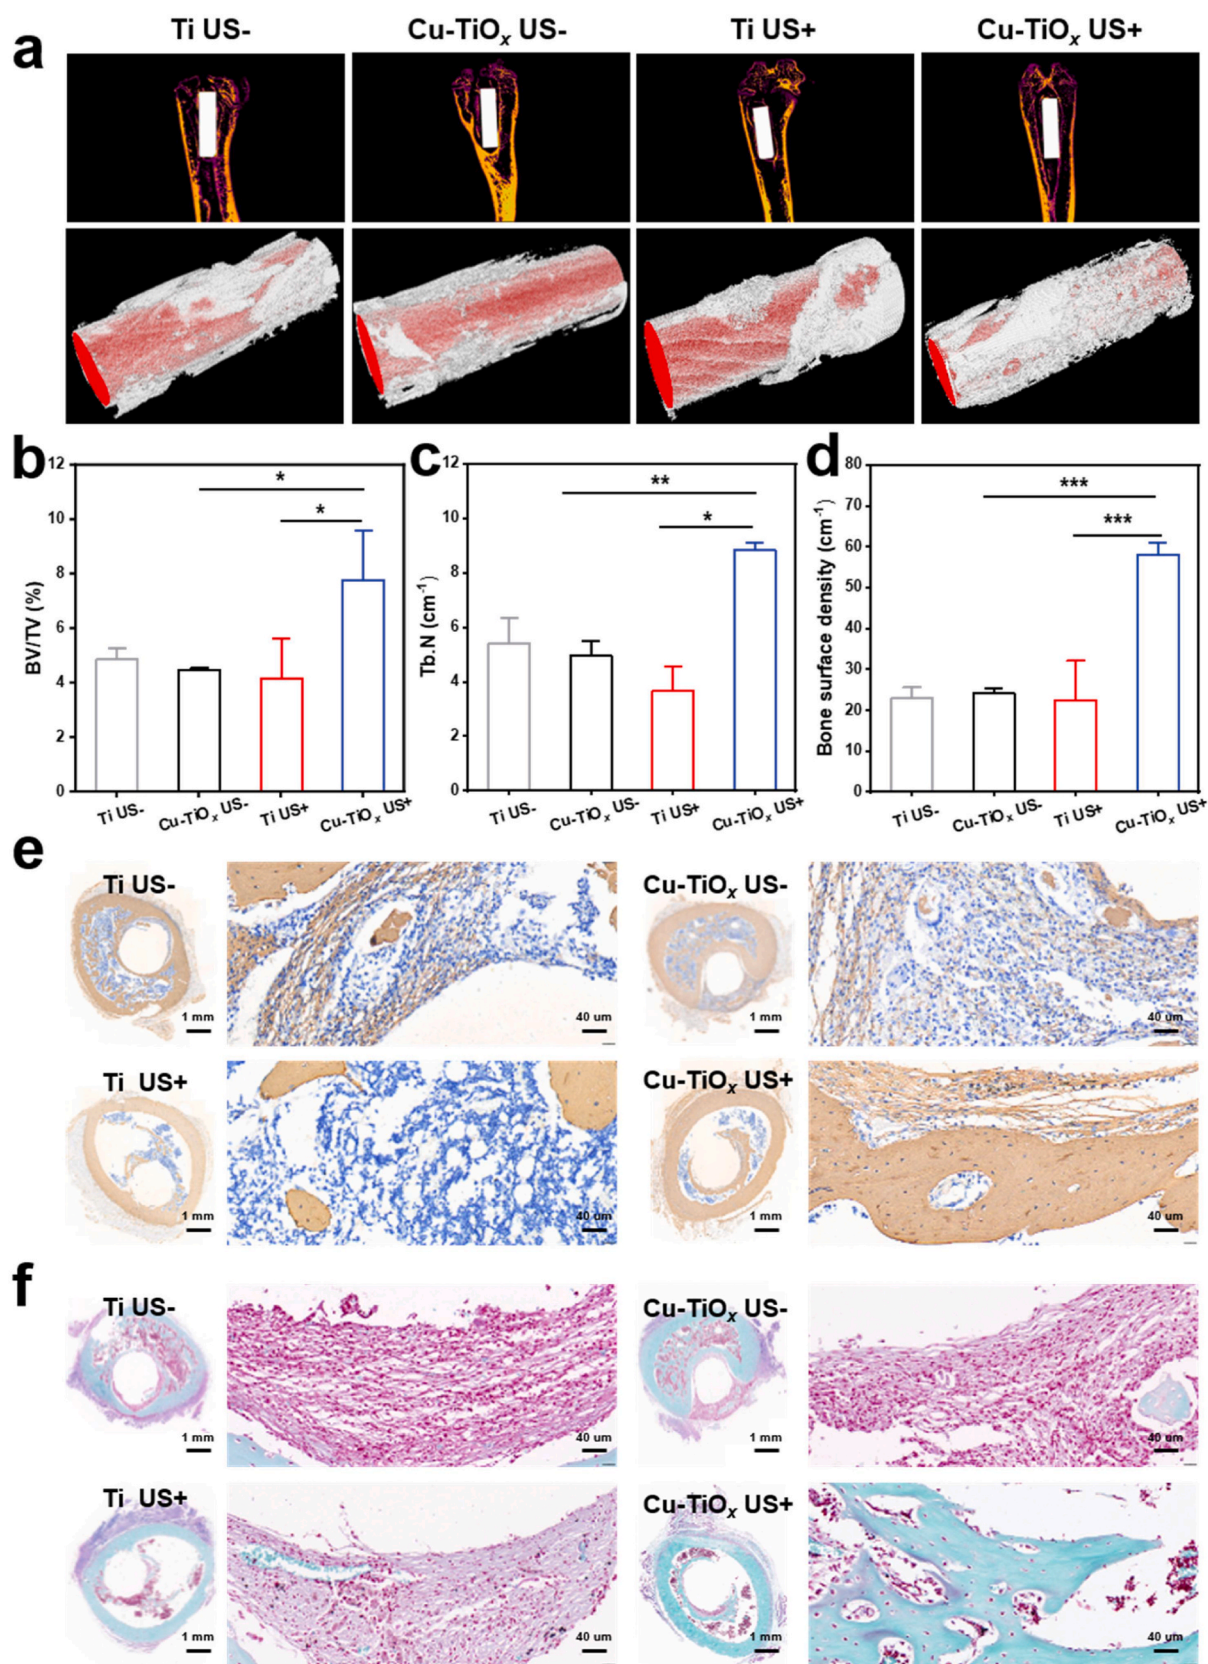 a
Ti US-
Cu-TiOx US-
Ti US+
Cu-TiOx US+
b
BV/TV (%)
12
10
8
6
4
2
0
*
*
Ti US-
Cu-TiOx US-
Ti US+
Cu-TiOx US+
c
Tb.N (cm-1)
12
10
8
6
4
2
0
**
*
Ti US-
Cu-TiOx US-
Ti US+
Cu-TiOx US+
d
Bone surface density (cm-1)
80
70
60
50
40
30
20
10
0
***
***
Ti US-
Cu-TiOx US-
Ti US+
Cu-TiOx US+
e
Ti US-
1 mm
40 um
Cu-TiOx US-
1 mm
40 um
Ti US+
1 mm
40 um
Cu-TiOx US+
1 mm
40 um
f
Ti US-
1 mm
40 um
Cu-TiOx US-
1 mm
40 um
Ti US+
1 mm
40 um
Cu-TiOx US+
1 mm
40 um